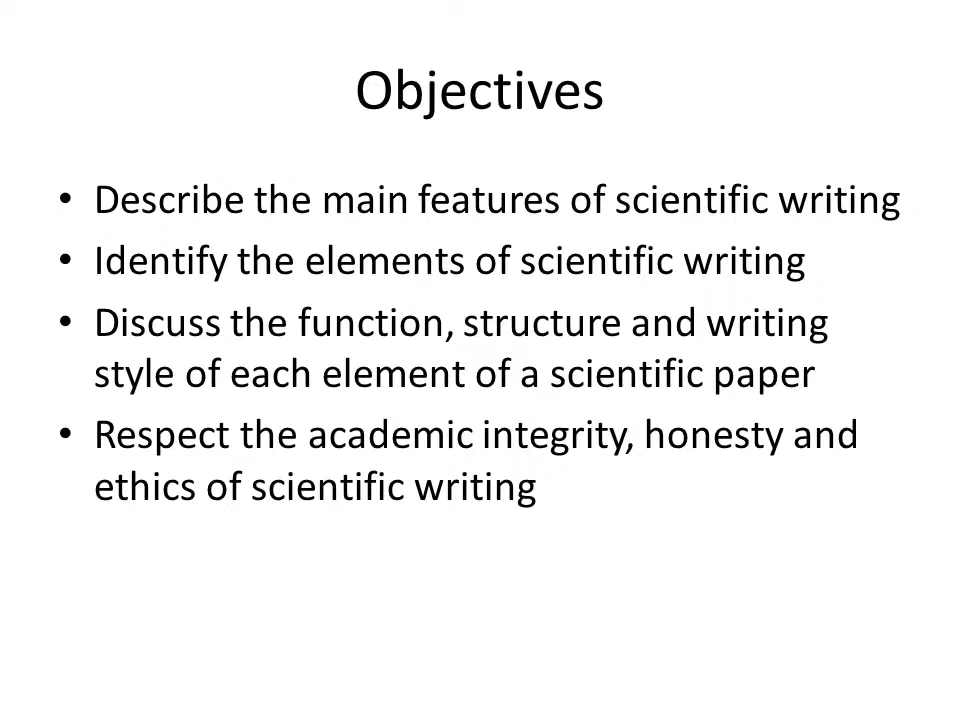 Objectives
• Describe the main features of scientific writing
• Identify the elements of scientific writing
• Discuss the function, structure and writing
style of each element of a scientific paper
• Respect the academic integrity, honesty and
ethics of scientific writing